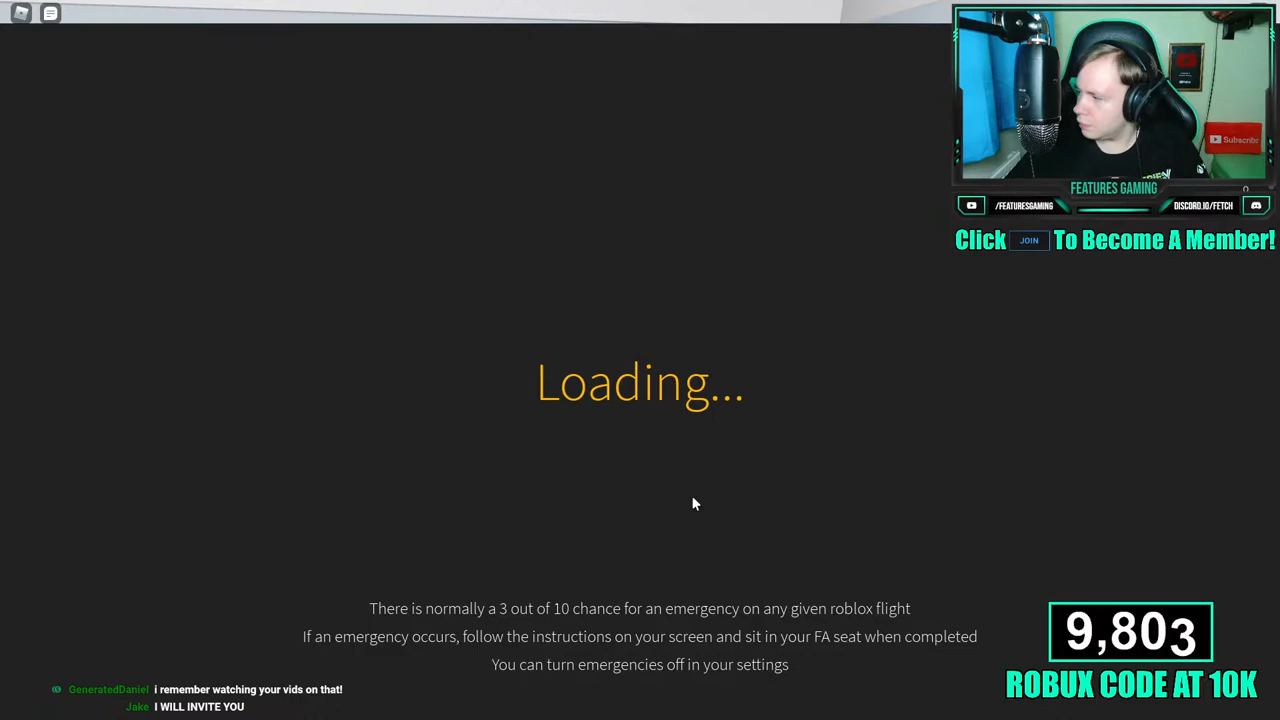 FEATURES GAMING
/FEATURESGAMING
DISCORD.IO/FETCH
Subscribe
Click JOIN To Become A Member!
Loading...
There is normally a 3 out of 10 chance for an emergency on any given roblox flight
If an emergency occurs, follow the instructions on your screen and sit in your FA seat when completed
You can turn emergencies off in your settings
9,803
ROBUX CODE AT 10K
GeneratedDaniel i remember watching your vids on that!
Jake I WILL INVITE YOU